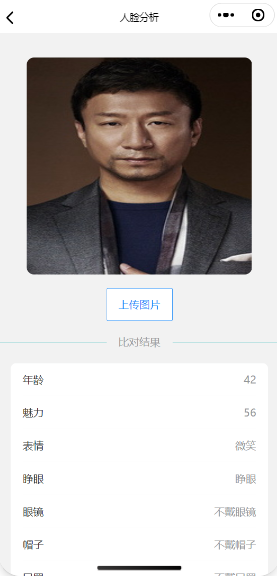 人脸分析
上传图片
比对结果
年龄 42
魅力 56
表情 微笑
睁眼 睁眼
眼镜 不戴眼镜
帽子 不戴帽子